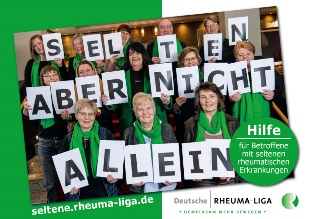 SELTEN
ABER NICHT
ALLEIN
Hilfe
für Betroffene
mit seltenen
rheumatischen
Erkrankungen
seltene.rheuma-liga.de
Deutsche RHEUMA-LIGA
• GEMEINSAM MEHR BEWEGEN •